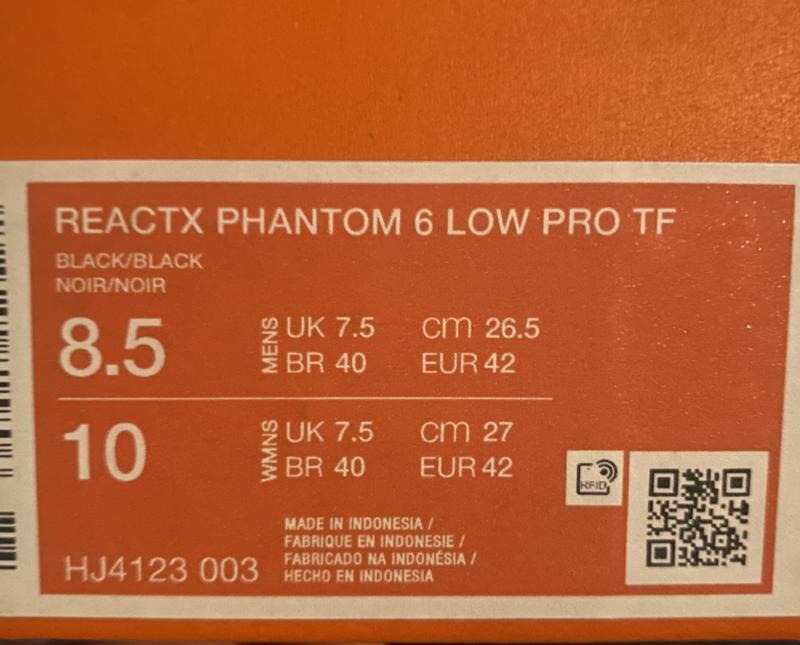 REACTX PHANTOM 6 LOW PRO TF
BLACK/BLACK
NOIR/NOIR
8.5 MENS UK 7.5 cm 26.5
BR 40 EUR 42
10 WMNS UK 7.5 cm 27
BR 40 EUR 42
RFID
MADE IN INDONESIA /
FABRIQUE EN INDONESIE /
FABRICADO NA INDONÉSIA /
HECHO EN INDONESIA
HJ4123 003